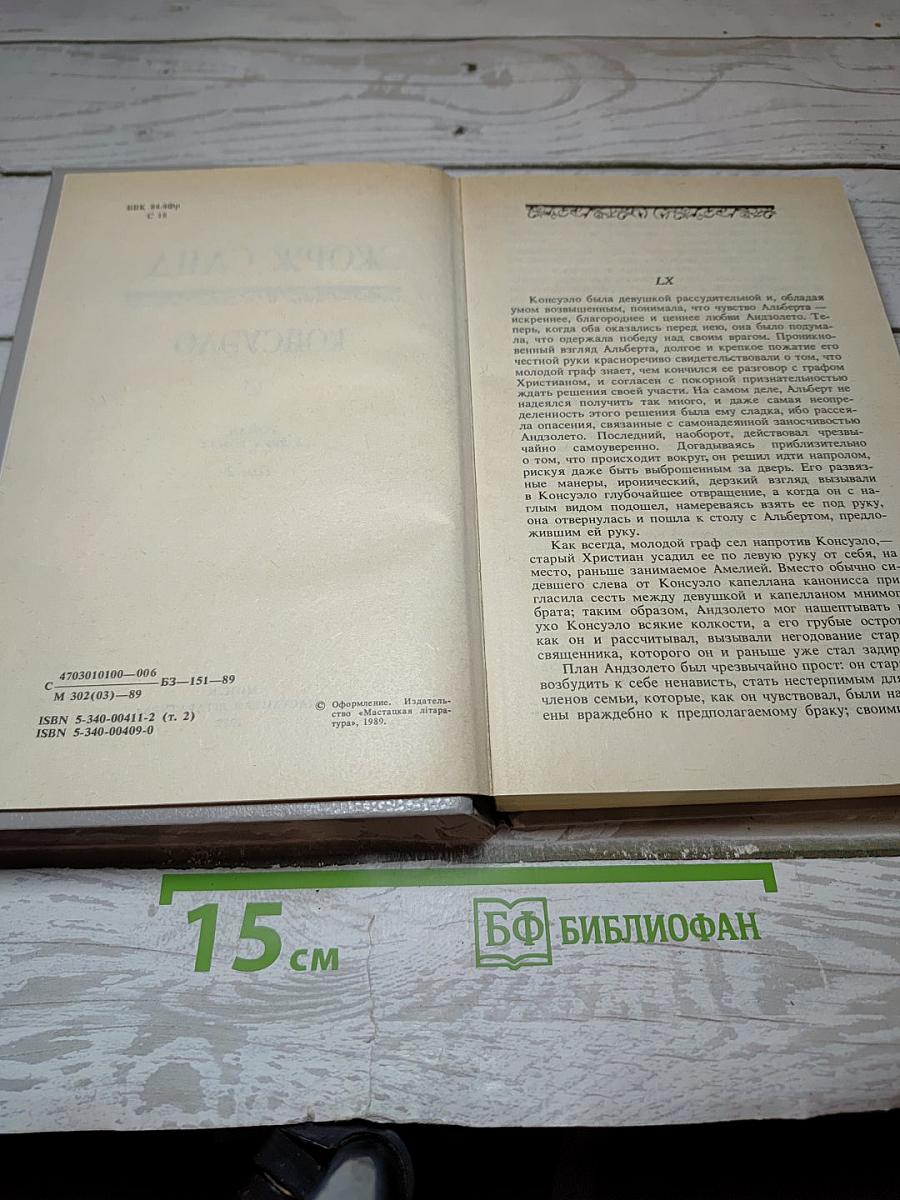 ББК 84.4Фр
С 18
С 4703010100—006 БЗ—151—89
М 302(03)—89
ISBN 5-340-00411-2 (т. 2)
ISBN 5-340-00409-0
© Оформление. Издатель-
ство «Мастацкая літара-
тура», 1989.
LX
Консуэло была девушкой рассудительной и, обладая
умом возвышенным, понимала, что чувство Альберта —
искреннее, благороднее и ценнее любви Андзолето. Те-
перь, когда оба оказались перед нею, она было подума-
ла, что одержала победу над своим врагом. Проникно-
венный взгляд Альберта, долгое и крепкое пожатие его
честной руки красноречиво свидетельствовали о том, что
молодой граф знает, чем кончился ее разговор с графом
Христианом, и согласен с покорной признательностью
ждать решения своей участи. На самом деле, Альберт не
надеялся получить так много, и даже самая неопре-
деленность этого решения была ему сладка, ибо рассея-
ла опасения, связанные с самонадеянной заносчивостью
Андзолето. Последний, наоборот, действовал чрезвы-
чайно самоуверенно. Догадываясь приблизительно
о том, что происходит вокруг, он решил идти напролом,
рискуя даже быть выброшенным за дверь. Его развяз-
ные манеры, иронический, дерзкий взгляд вызывали
в Консуэло глубочайшее отвращение, а когда он с на-
глым видом подошел, намереваясь взять ее под руку,
она отвернулась и пошла к столу с Альбертом, предло-
жившим ей руку.
Как всегда, молодой граф сел напротив Консуэло,—
старый Христиан усадил ее по левую руку от себя, на
место, раньше занимаемое Амелией. Вместо обычно си-
девшего слева от Консуэло капеллана канонисса при
гласила сесть между девушкой и капелланом мнимог
брата; таким образом, Андзолето мог нашептывать
ухо Консуэло всякие колкости, а его грубые острот
как он и рассчитывал, вызывали негодование стар
священника, которого он и раньше уже стал задир
План Андзолето был чрезвычайно прост: он стар
возбудить к себе ненависть, стать нестерпимым для
членов семьи, которые, как он чувствовал, были на
ены враждебно к предполагаемому браку; своими
15 см
БФ БИБЛИОФАН